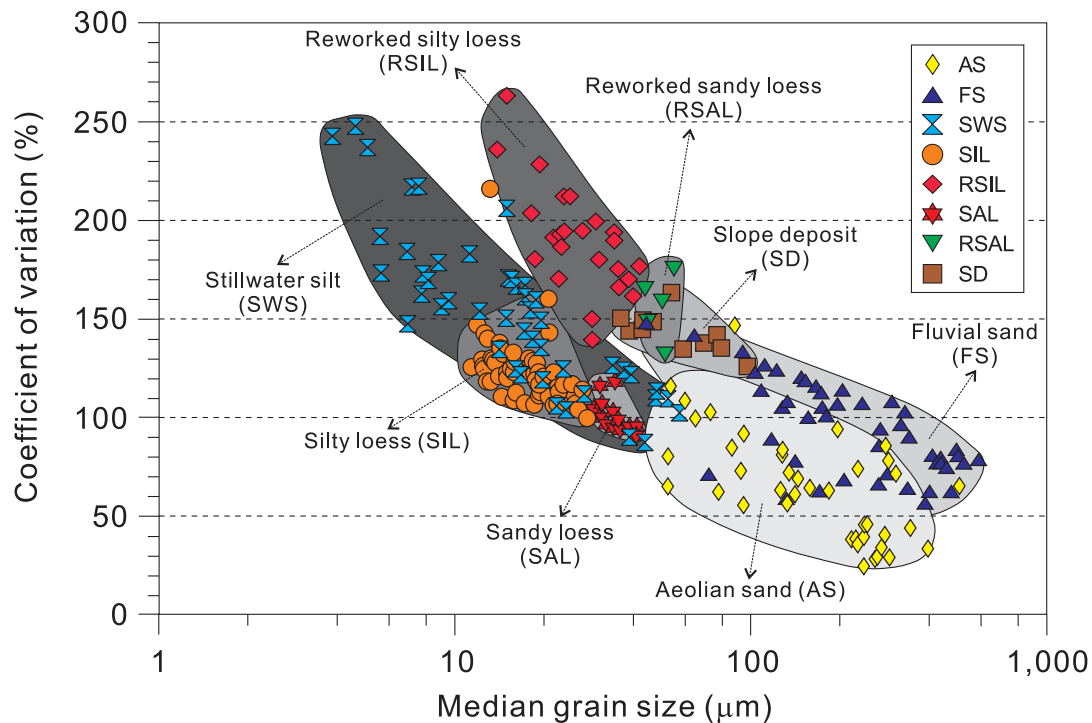 300
250
200
150
100
50
0
Coefficient of variation (%)
1
10
100
1,000
Median grain size (μm)
Reworked silty loess
(RSIL)
Reworked sandy loess
(RSAL)
Slope deposit
(SD)
Fluvial sand
(FS)
Stillwater silt
(SWS)
Silty loess (SIL)
Sandy loess
(SAL)
Aeolian sand (AS)
AS
FS
SWS
SIL
RSIL
SAL
RSAL
SD